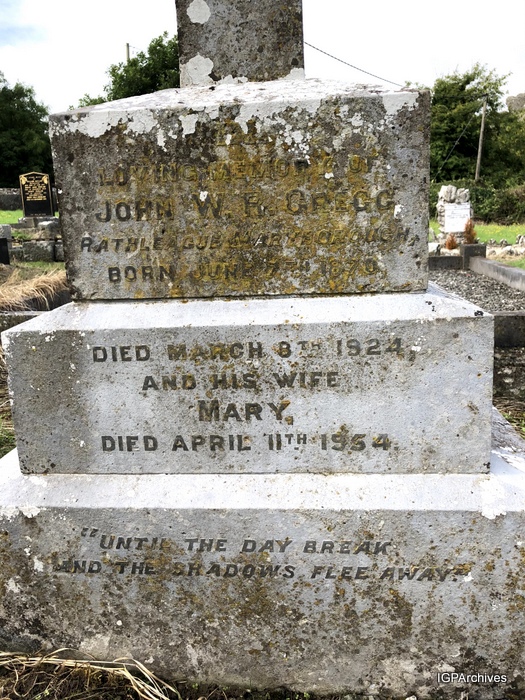 LOVING MEMORY OF
JOHN W. R. GREGG
RATHLEAGUE MARYBOROUGH,
BORN JUNE 7TH 1870
DIED MARCH 8TH 1924,
AND HIS WIFE
MARY,
DIED APRIL 11TH 1954.
"UNTIL THE DAY BREAK
AND THE SHADOWS FLEE AWAY."
IGPArchives